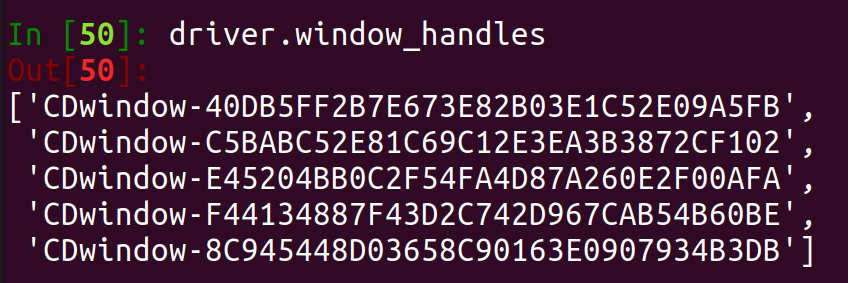 In [50]: driver.window_handles
Out[50]:
['CDwindow-40DB5FF2B7E673E82B03E1C52E09A5FB',
 'CDwindow-C5BABC52E81C69C12E3EA3B3872CF102',
 'CDwindow-E45204BB0C2F54FA4D87A260E2F00AFA',
 'CDwindow-F44134887F43D2C742D967CAB54B60BE',
 'CDwindow-8C945448D03658C90163E0907934B3DB']